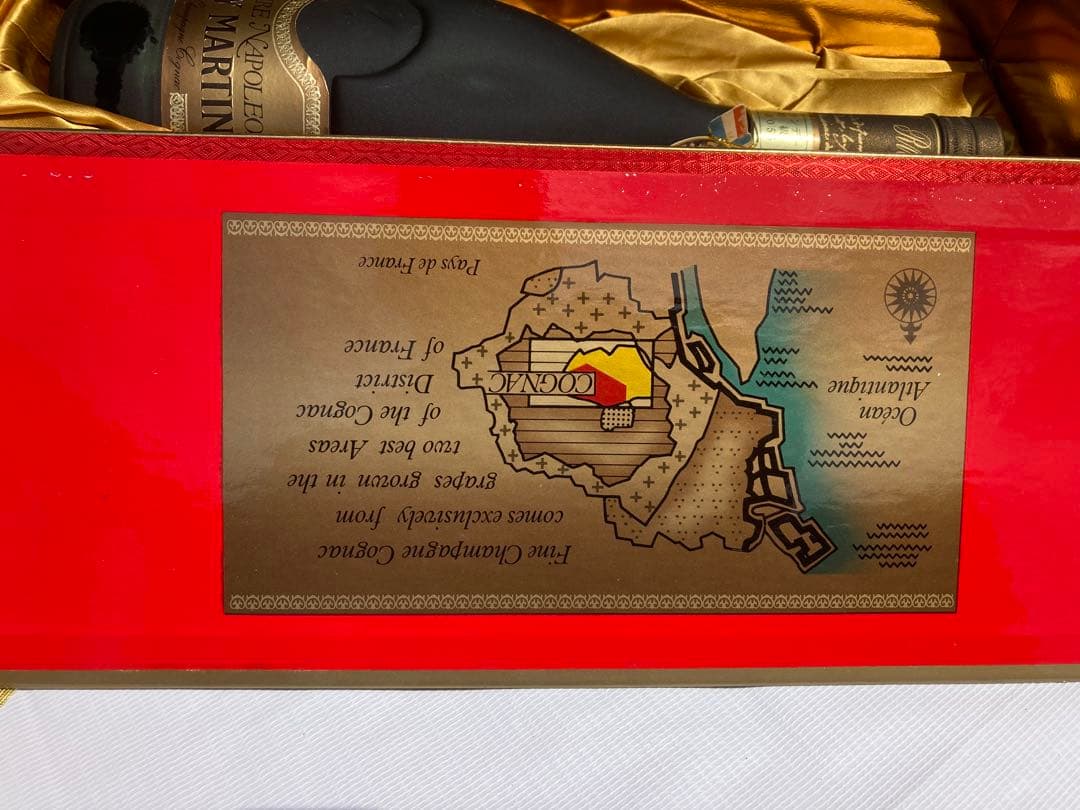 NAPOLEO
MARTIN
Fine Champagne Cognac
comes exclusively from
grapes grown in the
two best Areas
of the Cognac
District
of France
Pays de France
COGNAC
Océan
Atlantique